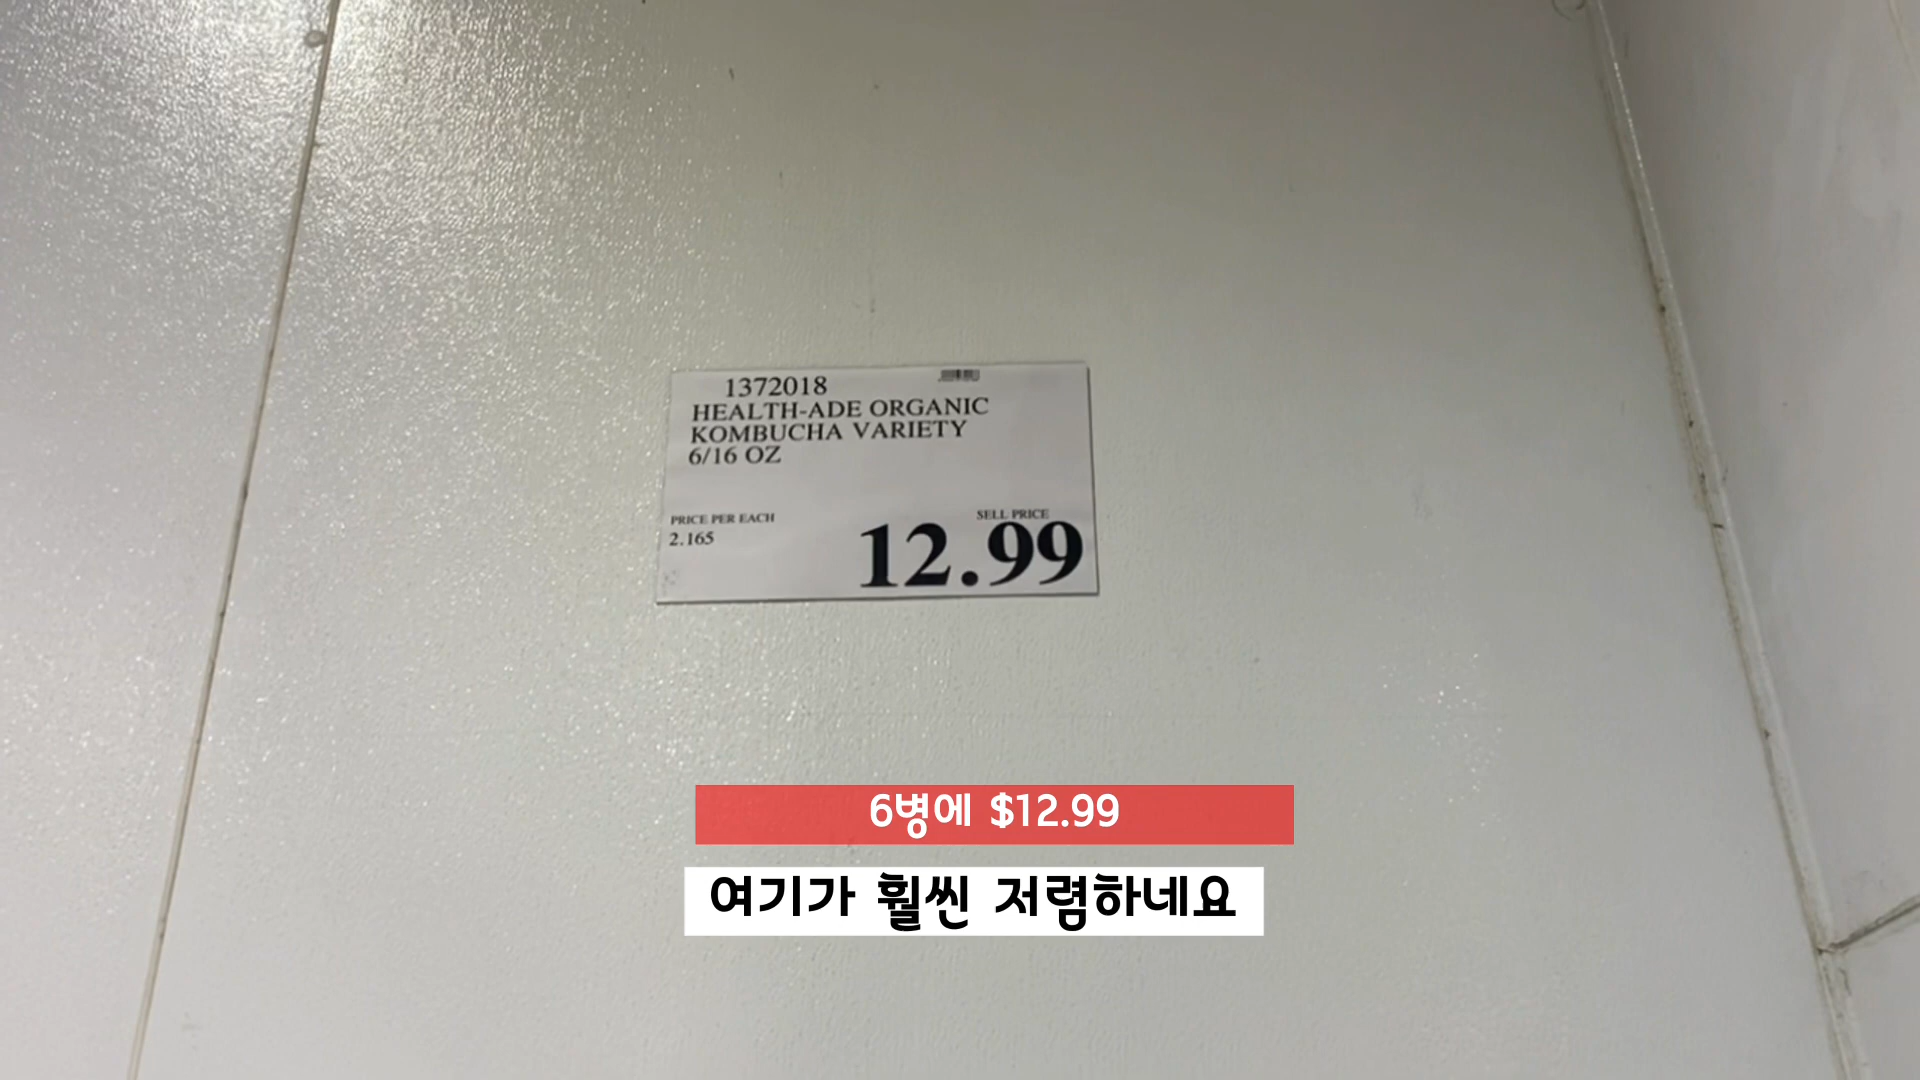 1372018
HEALTH-ADE ORGANIC
KOMBUCHA VARIETY
6/16 OZ
PRICE PER EACH
2.165
SELL PRICE
12.99
6병에 $12.99
여기가 훨씬 저렴하네요